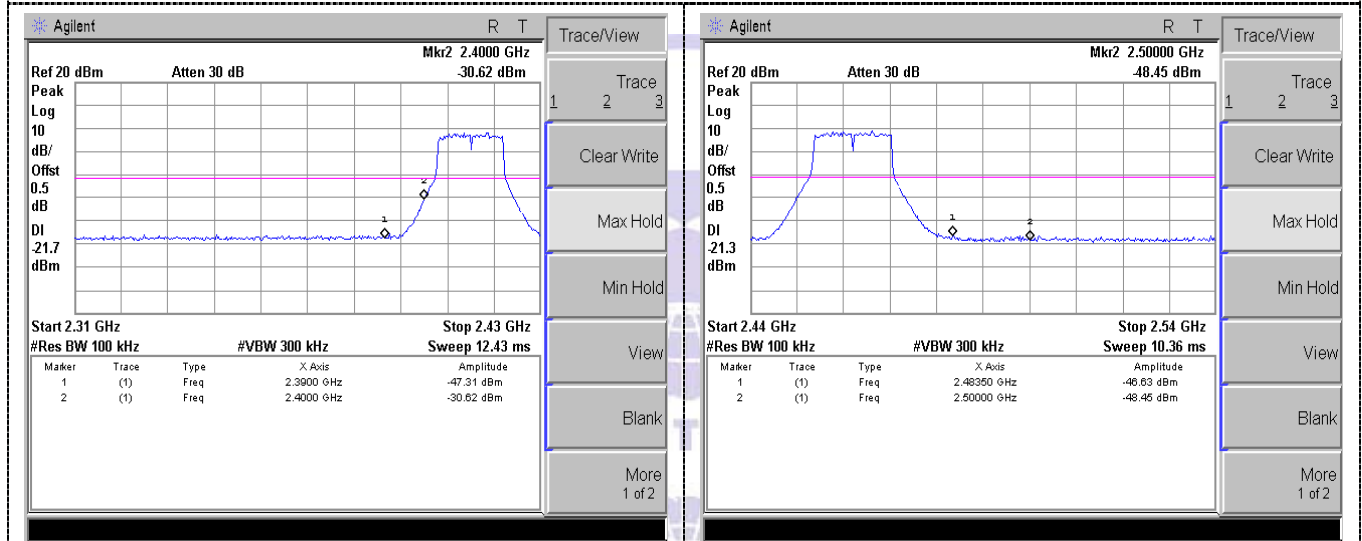 Agilent R T
Trace/View
Mkr2 2.4000 GHz
Ref 20 dBm Atten 30 dB -30.62 dBm
Peak
Log
10
dB/
Offst
0.5
dB
DI
-21.7
dBm
1
2
Start 2.31 GHz Stop 2.43 GHz
#Res BW 100 kHz #VBW 300 kHz Sweep 12.43 ms
Marker Trace Type X Axis Amplitude
1 (1) Freq 2.3900 GHz -47.31 dBm
2 (1) Freq 2.4000 GHz -30.62 dBm
Trace
1 2 3
Clear Write
Max Hold
Min Hold
View
Blank
More
1 of 2
Agilent R T
Trace/View
Mkr2 2.50000 GHz
Ref 20 dBm Atten 30 dB -48.45 dBm
Peak
Log
10
dB/
Offst
0.5
dB
DI
-21.3
dBm
1
2
Start 2.44 GHz Stop 2.54 GHz
#Res BW 100 kHz #VBW 300 kHz Sweep 10.36 ms
Marker Trace Type X Axis Amplitude
1 (1) Freq 2.48350 GHz -46.63 dBm
2 (1) Freq 2.50000 GHz -48.45 dBm
Trace
1 2 3
Clear Write
Max Hold
Min Hold
View
Blank
More
1 of 2